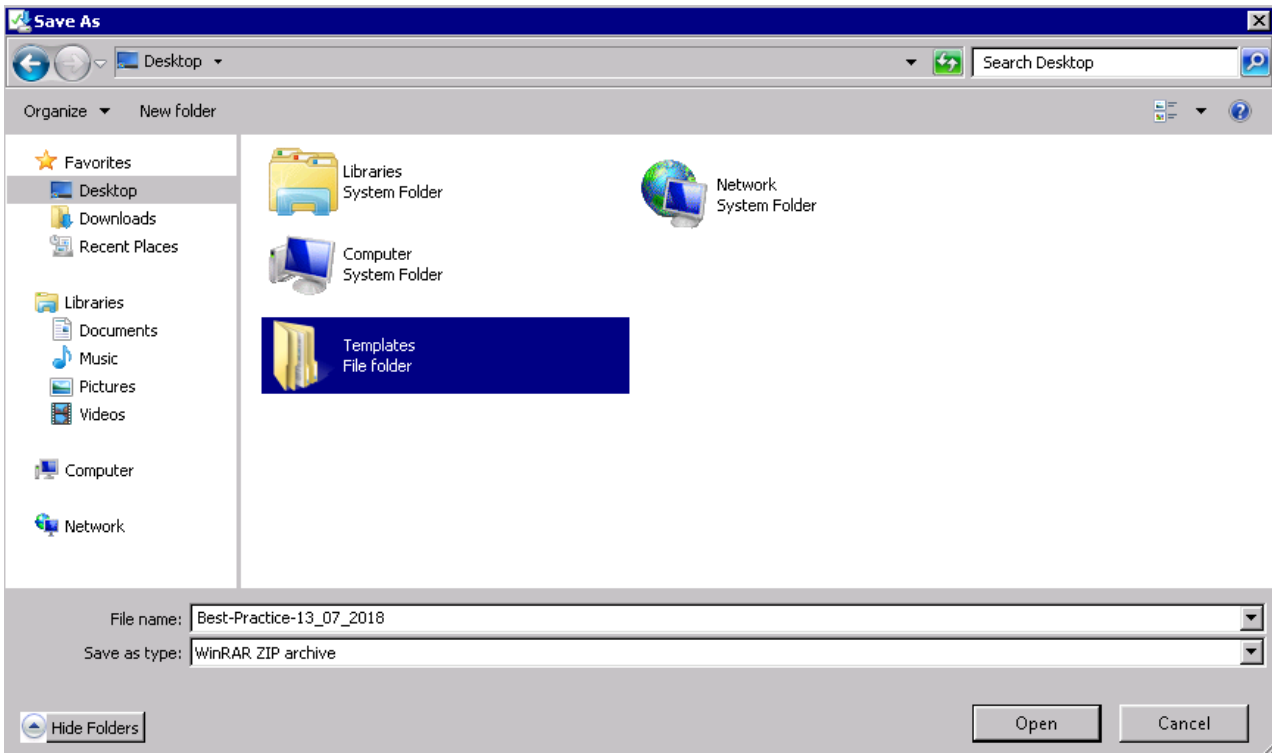 Save As
Desktop
Search Desktop
Organize
New folder
Favorites
Desktop
Downloads
Recent Places
Libraries
Documents
Music
Pictures
Videos
Computer
Network
Libraries
System Folder
Network
System Folder
Computer
System Folder
Templates
File folder
File name: Best-Practice-13_07_2018
Save as type: WinRAR ZIP archive
Hide Folders
Open
Cancel